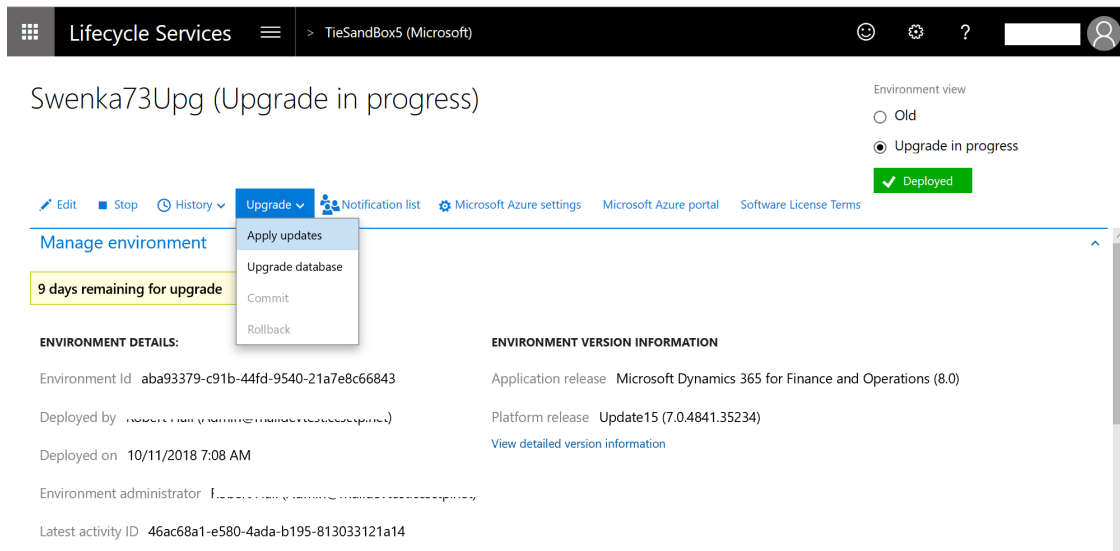 Lifecycle Services > TieSandBox5 (Microsoft) ?
Swenka73Upg (Upgrade in progress)
Environment view
Old
Upgrade in progress
Deployed
Edit Stop History Upgrade Notification list Microsoft Azure settings Microsoft Azure portal Software License Terms
Apply updates
Upgrade database
Commit
Rollback
Manage environment
9 days remaining for upgrade
ENVIRONMENT DETAILS:
Environment Id aba93379-c91b-44fd-9540-21a7e8c66843
Deployed by
Deployed on 10/11/2018 7:08 AM
Environment administrator
Latest activity ID 46ac68a1-e580-4ada-b195-813033121a14
ENVIRONMENT VERSION INFORMATION
Application release Microsoft Dynamics 365 for Finance and Operations (8.0)
Platform release Update15 (7.0.4841.35234)
View detailed version information